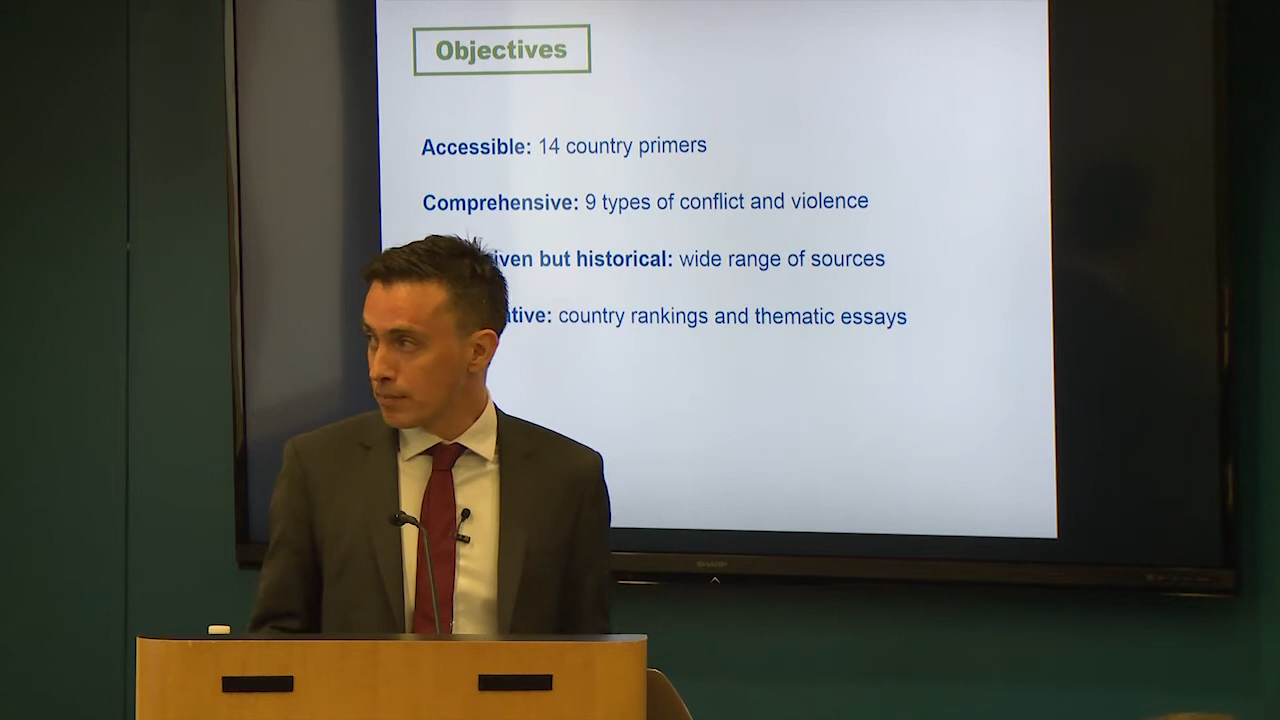 Objectives
Accessible: 14 country primers
Comprehensive: 9 types of conflict and violence
but historical: wide range of sources
country rankings and thematic essays
SHARP